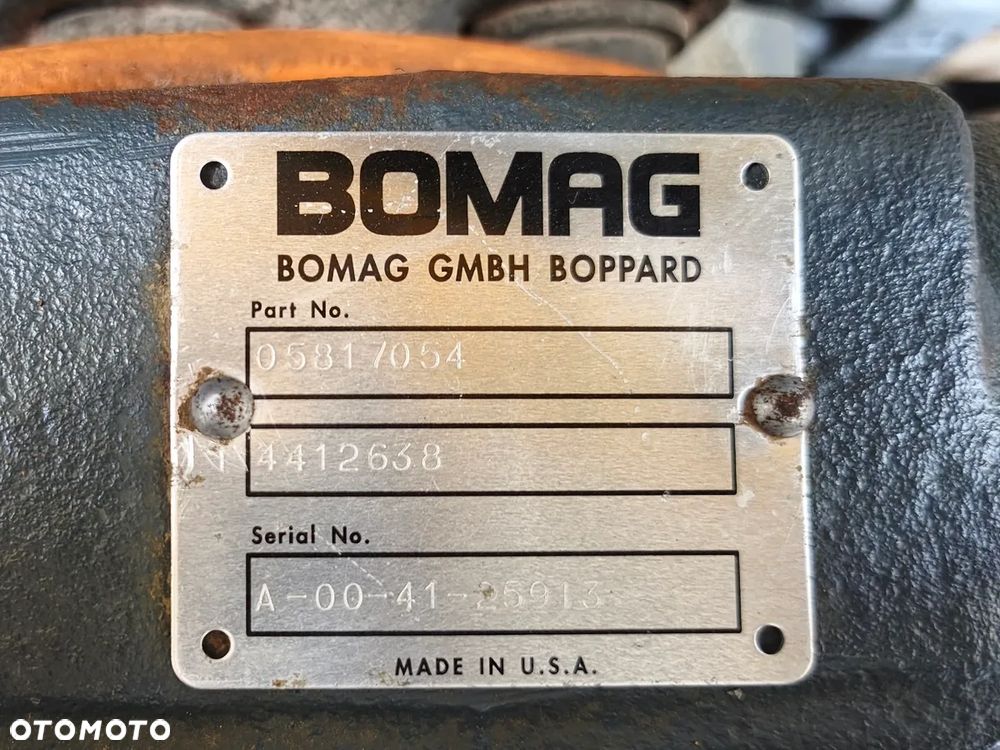 BOMAG
BOMAG GMBH BOPPARD
Part No.
05817054
4412638
Serial No.
A-00-41-25913
MADE IN U.S.A.
OTOMOTO